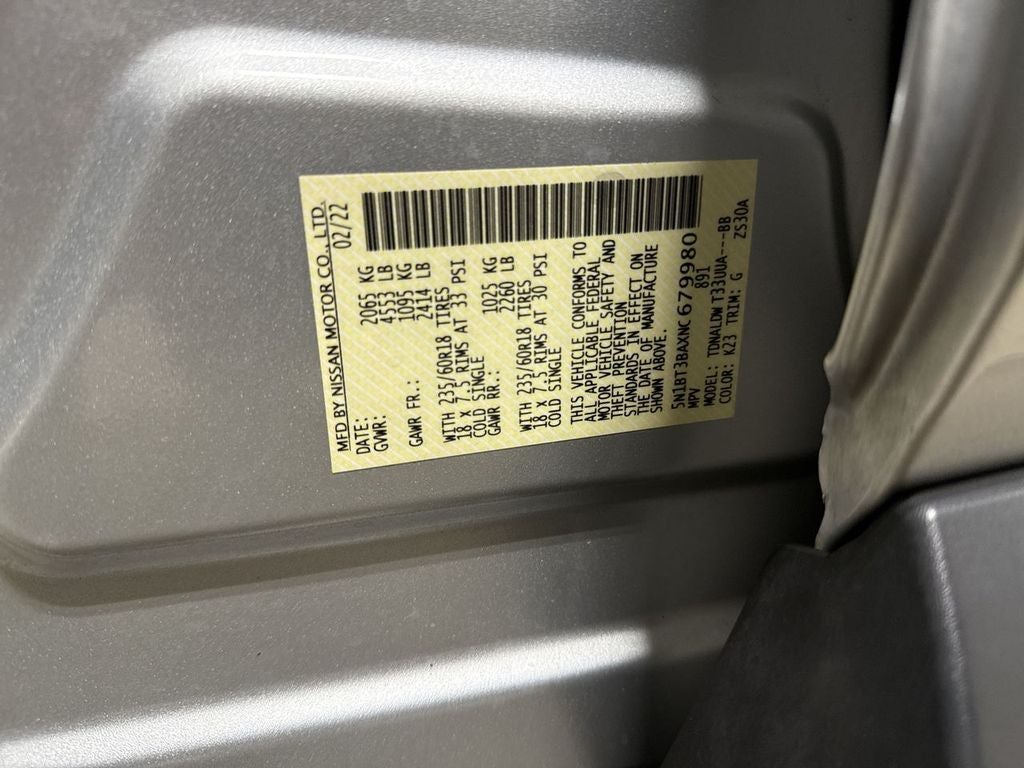 MFD BY NISSAN MOTOR CO., LTD.
DATE: 02/22
GVWR: 2065 KG
4553 LB
GAWR FR.: 1095 KG
2414 LB
WITH 235/60R18 TIRES
18 X 7.5 RIMS AT 33 PSI
COLD SINGLE
GAWR RR.: 1025 KG
2260 LB
WITH 235/60R18 TIRES
18 X 7.5 RIMS AT 30 PSI
COLD SINGLE
THIS VEHICLE CONFORMS TO
ALL APPLICABLE FEDERAL
MOTOR VEHICLE SAFETY AND
THEFT PREVENTION
STANDARDS IN EFFECT ON
THE DATE OF MANUFACTURE
SHOWN ABOVE.
5N1BT3BAXNC679980
MPV 891
MODEL: TDNALDW T33UUA---BB
COLOR: K23 TRIM: G ZS30A